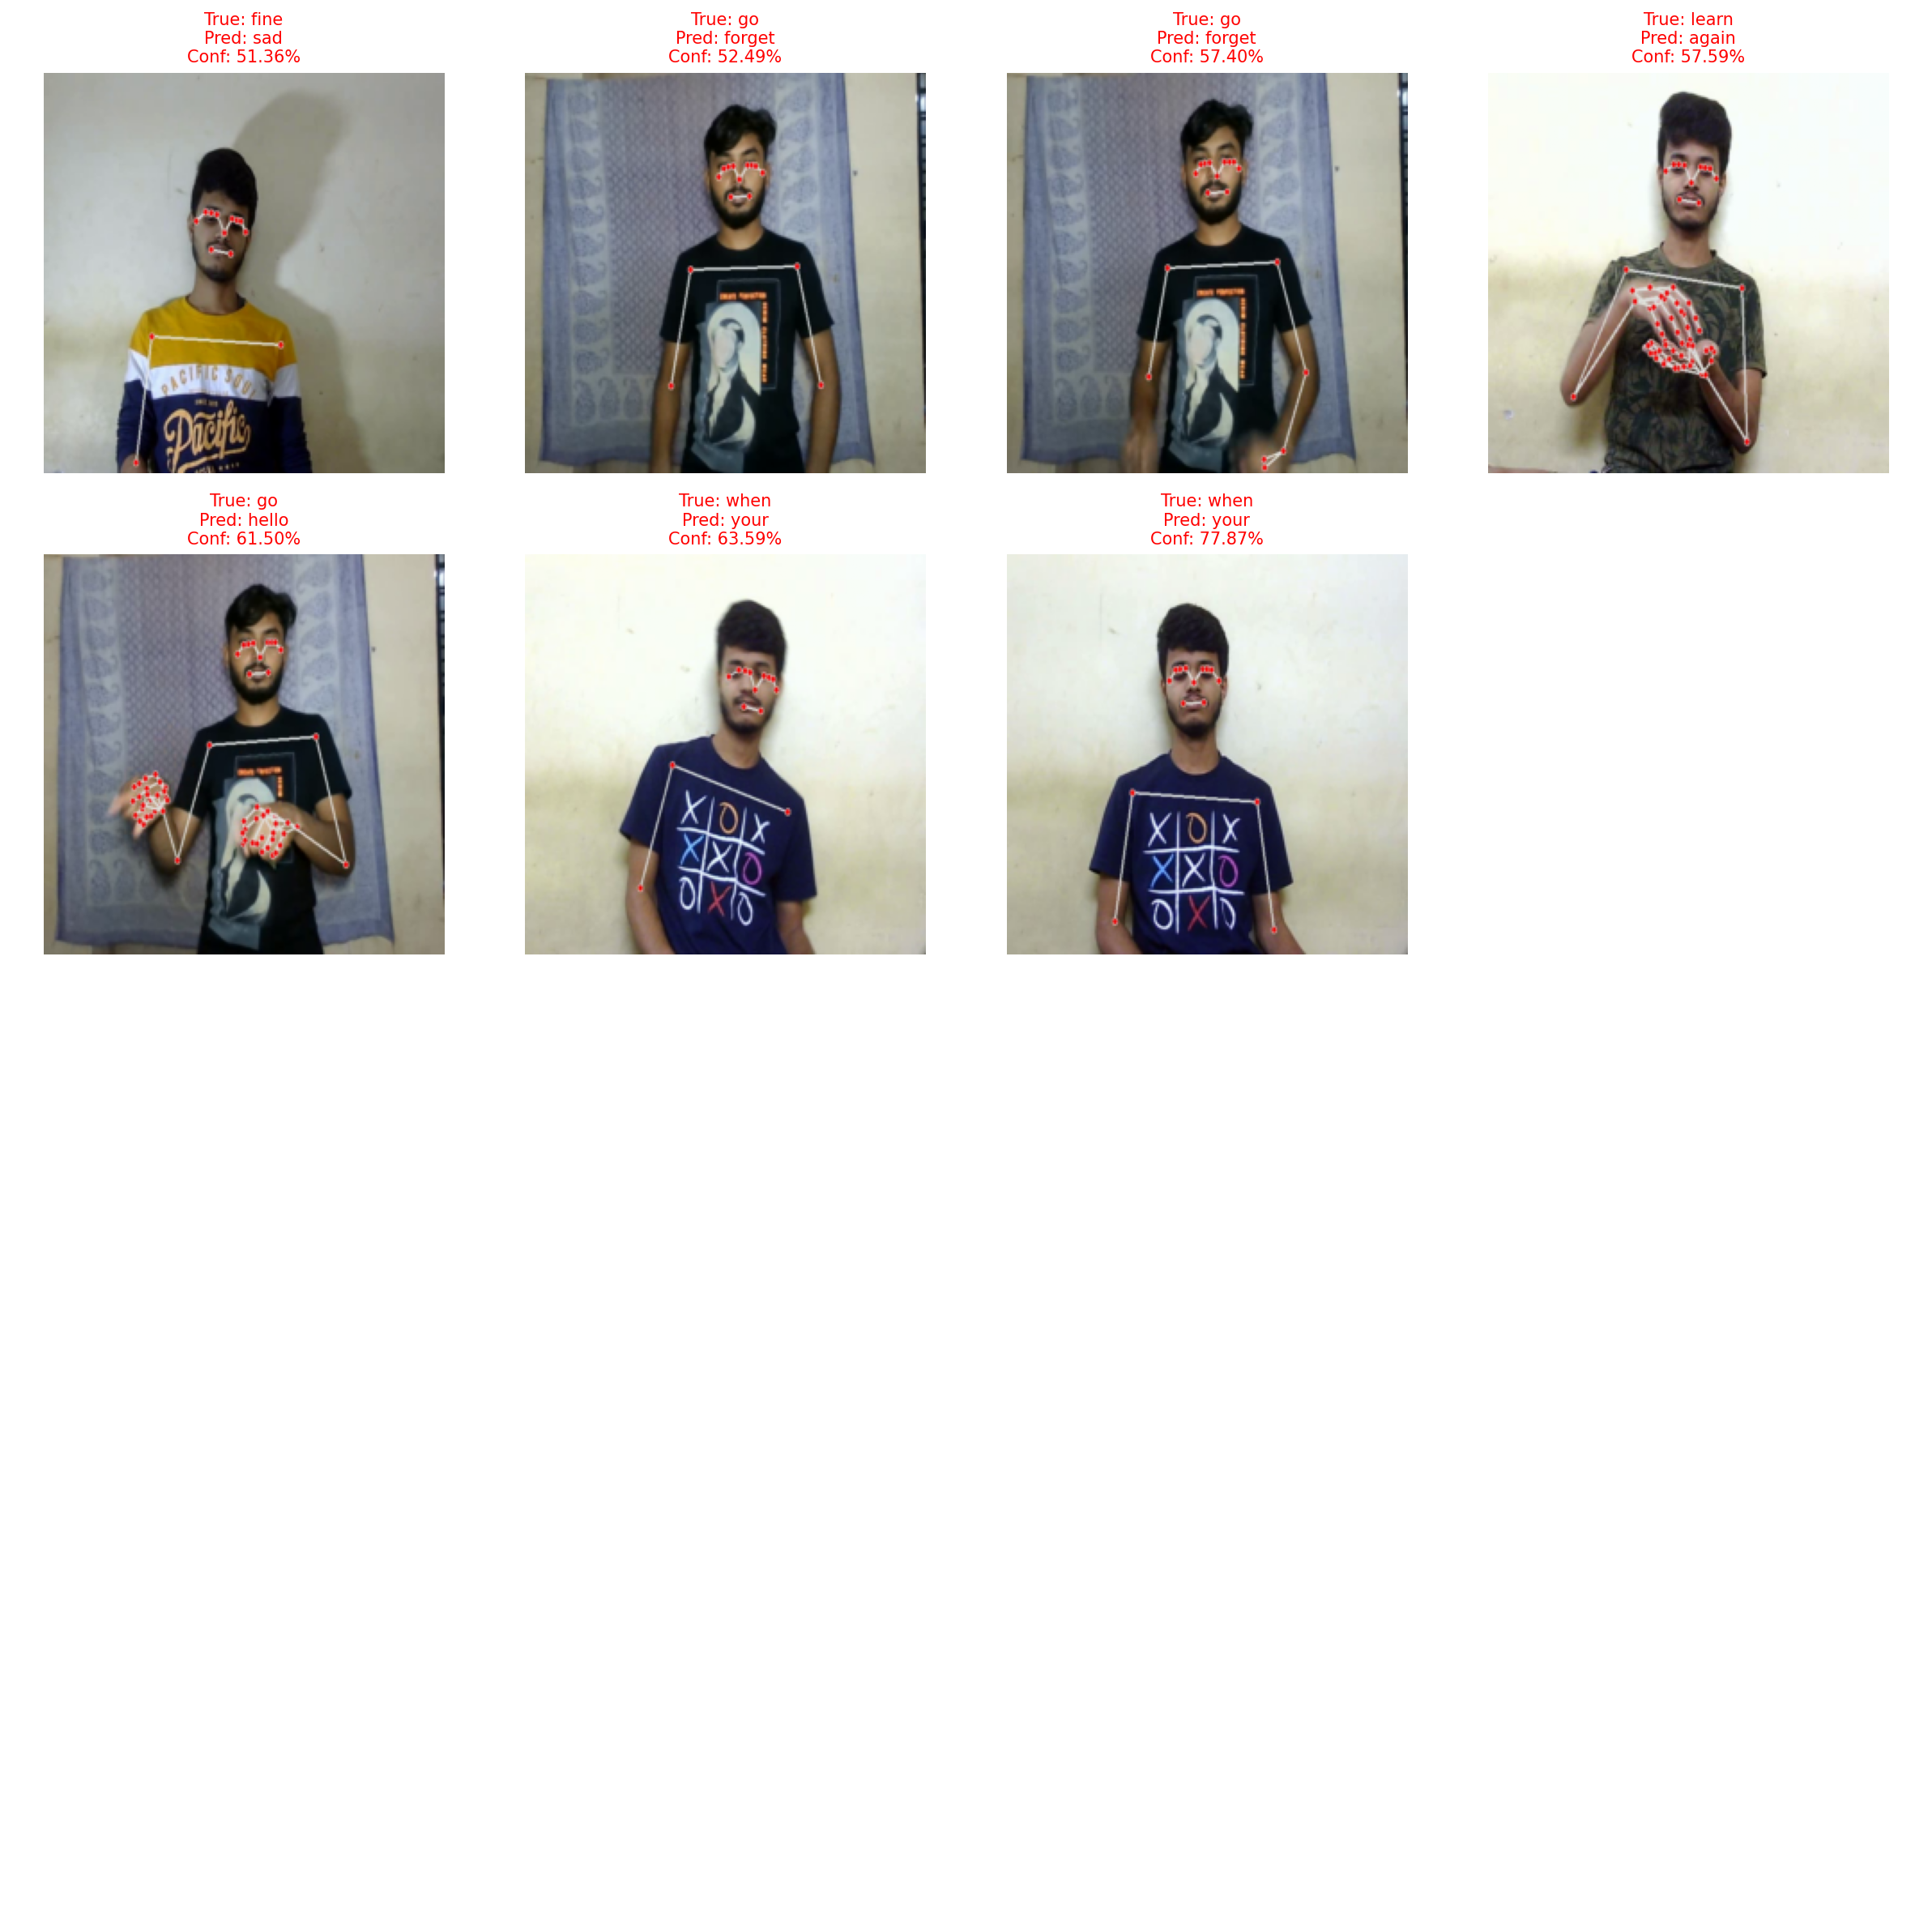 True: fine
Pred: sad
Conf: 51.36%
True: go
Pred: forget
Conf: 52.49%
True: go
Pred: forget
Conf: 57.40%
True: learn
Pred: again
Conf: 57.59%
PACIFIC SOU
Pacific
True: go
Pred: hello
Conf: 61.50%
True: when
Pred: your
Conf: 63.59%
True: when
Pred: your
Conf: 77.87%
X O X
X X O
O X O
X O X
X X O
O X O